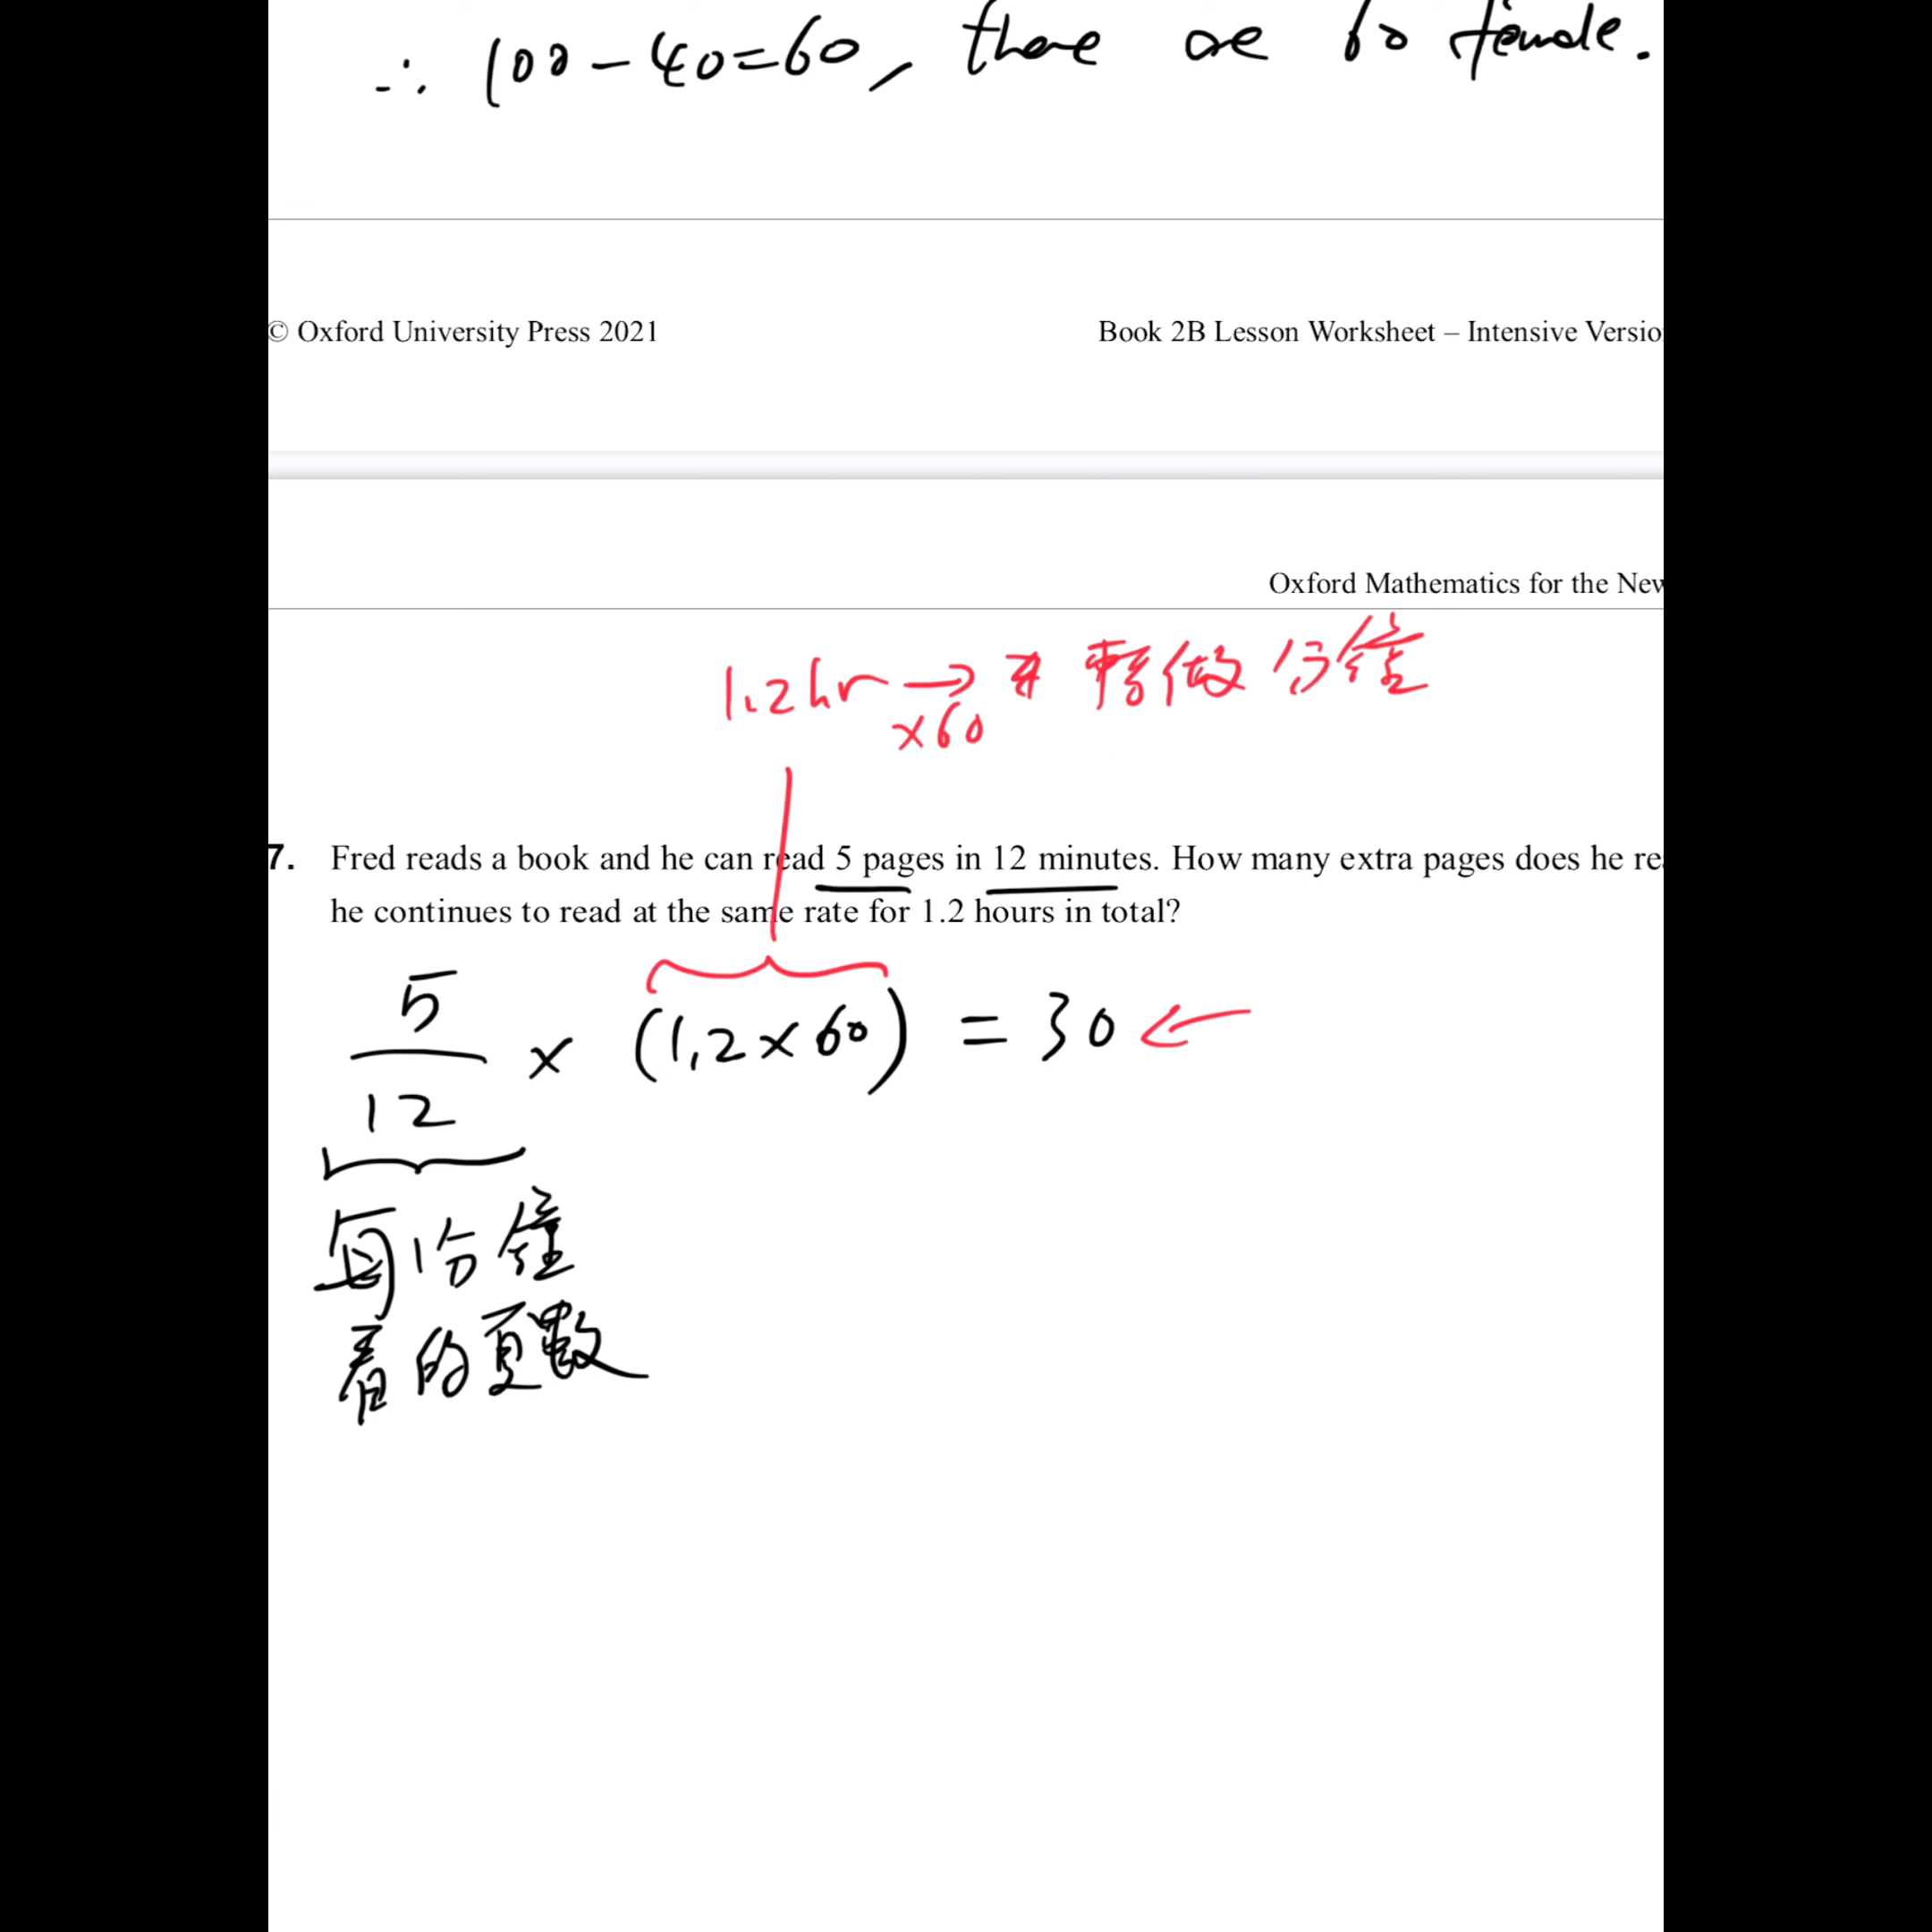 ∴ 100 - 40 = 60, there are 60 female.
© Oxford University Press 2021
Book 2B Lesson Worksheet – Intensive Versio
Oxford Mathematics for the New
1.2hr → 轉做分鐘
×60
7. Fred reads a book and he can read 5 pages in 12 minutes. How many extra pages does he re
he continues to read at the same rate for 1.2 hours in total?
5/12 × (1.2 × 60) = 30 ←
每1分鐘
看的頁數